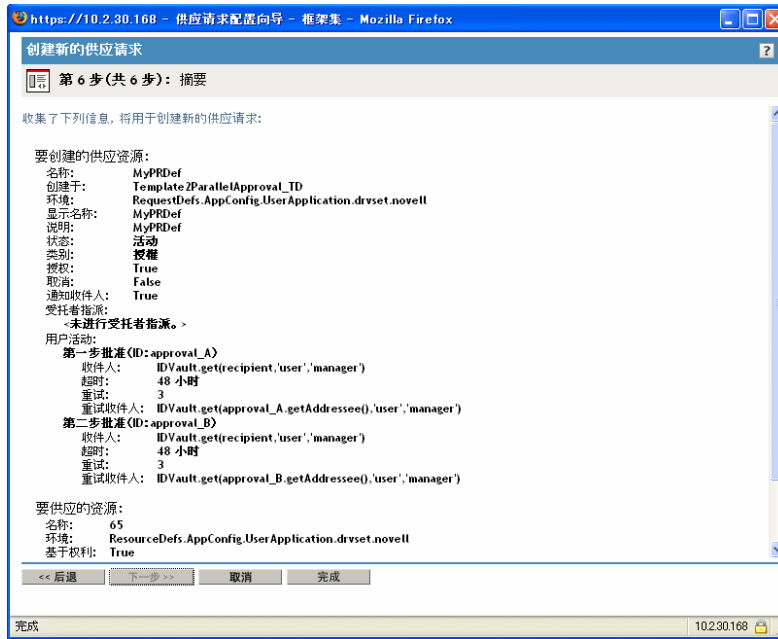 https://10.2.30.168 - 供应请求配置向导 - 框架集 - Mozilla Firefox
创建新的供应请求
?
第 6 步(共 6 步): 摘要
收集了下列信息, 将用于创建新的供应请求:
要创建的供应资源:
名称: MyPRDef
创建于: Template2ParallelApproval_TD
环境: RequestDefs.AppConfig.UserApplication.drvset.novell
显示名称: MyPRDef
说明: MyPRDef
状态: 活动
类别: 授權
授权: True
取消: False
通知收件人: True
受托者指派:
<未进行受托者指派。>
用户活动:
第一步批准(ID:approval_A)
收件人: IDVault.get(recipient,'user','manager')
超时: 48 小时
重试: 3
重试收件人: IDVault.get(approval_A.getAddressee(),'user','manager')
第二步批准(ID:approval_B)
收件人: IDVault.get(recipient,'user','manager')
超时: 48 小时
重试: 3
重试收件人: IDVault.get(approval_B.getAddressee(),'user','manager')
要供应的资源:
名称: 65
环境: ResourceDefs.AppConfig.UserApplication.drvset.novell
基于权利: True
<< 后退 下一步 >> 取消 完成
完成 10.2.30.168